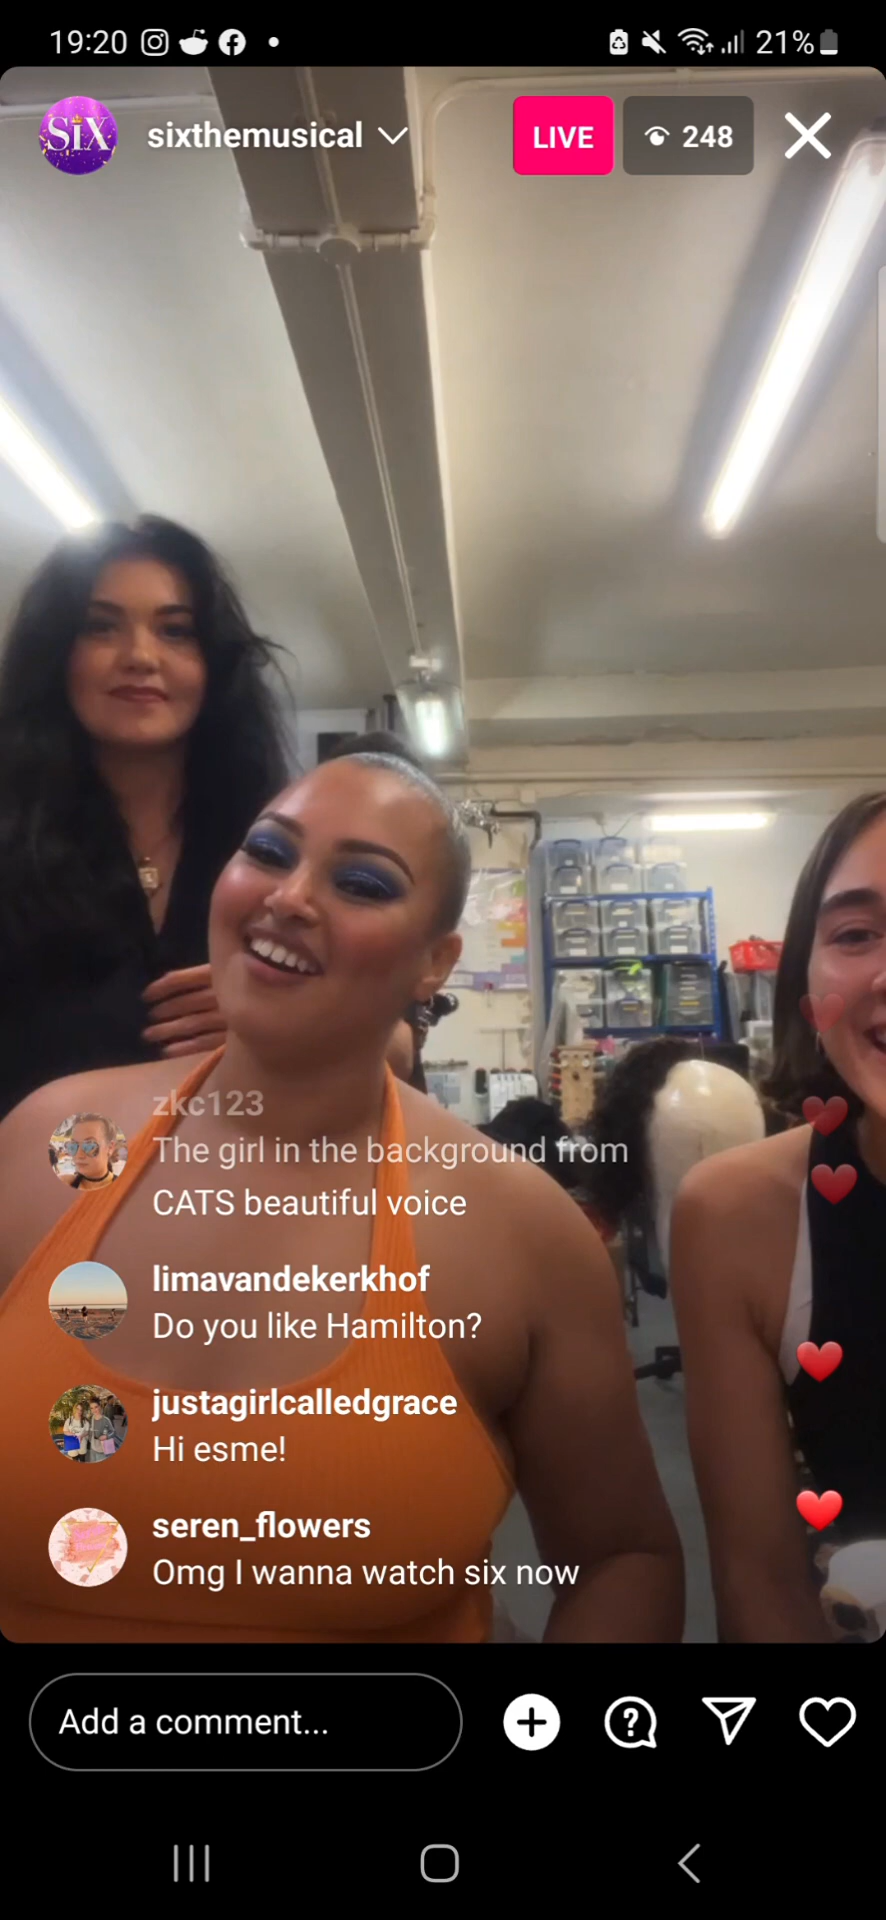 19:20
21%
SIX
sixthemusical
LIVE
248
zkc123
The girl in the background from
CATS beautiful voice
limavandekerkhof
Do you like Hamilton?
justagirlcalledgrace
Hi esme!
seren_flowers
Omg I wanna watch six now
Add a comment...